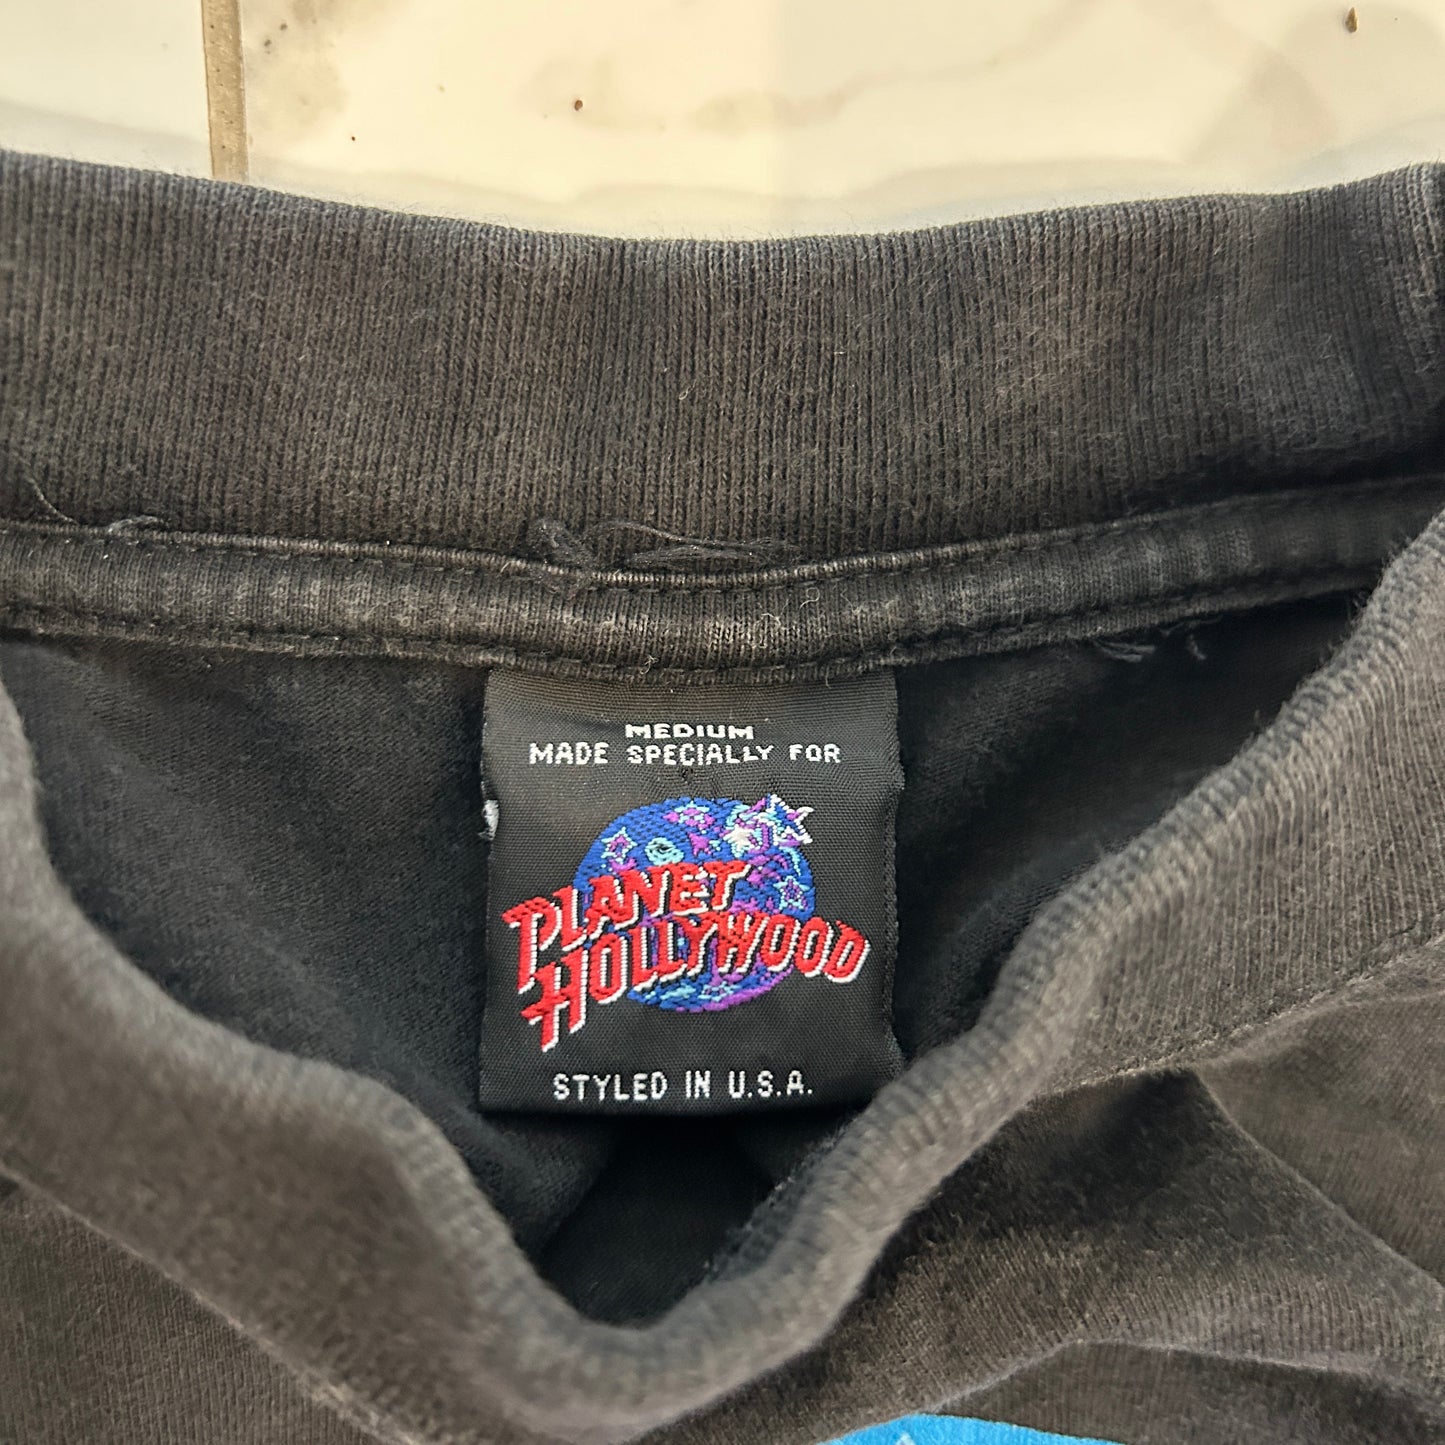 MEDIUM
MADE SPECIALLY FOR
PLANET
HOLLYWOOD
STYLED IN U.S.A.